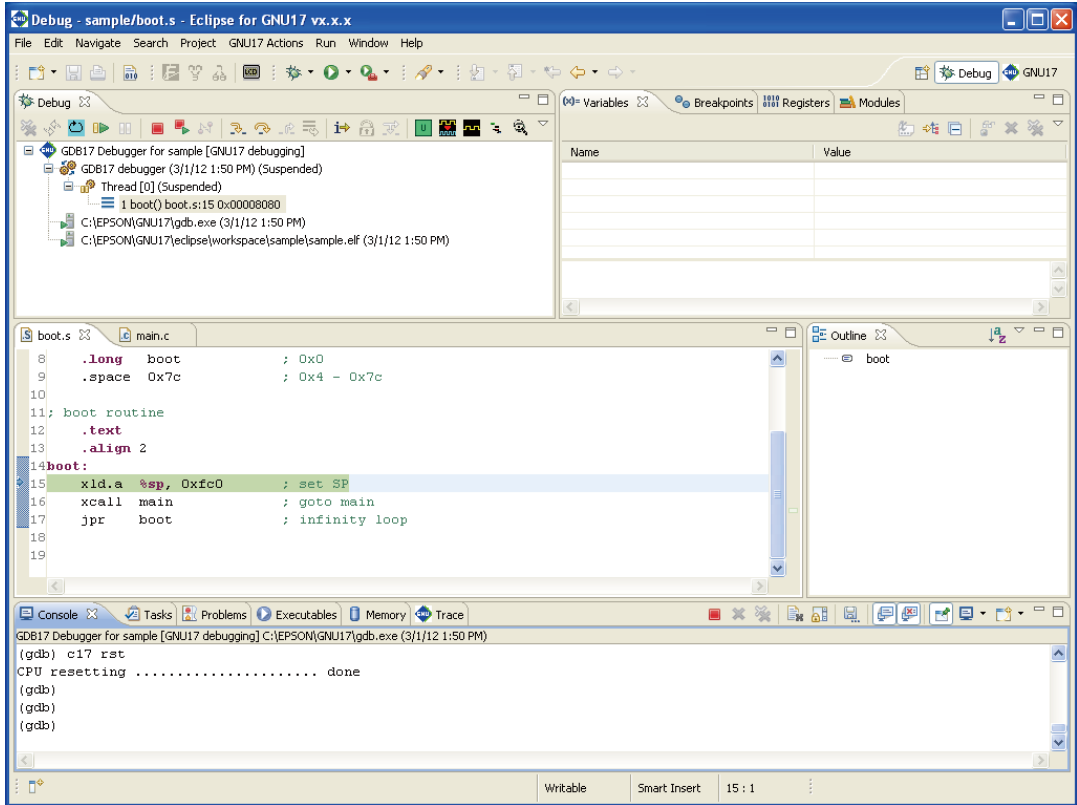 Debug - sample/boot.s - Eclipse for GNU17 vx.x.x
File Edit Navigate Search Project GNU17 Actions Run Window Help
Debug GNU17
Debug
GDB17 Debugger for sample [GNU17 debugging]
GDB17 debugger (3/1/12 1:50 PM) (Suspended)
Thread [0] (Suspended)
1 boot() boot.s:15 0x00008080
C:\EPSON\GNU17\gdb.exe (3/1/12 1:50 PM)
C:\EPSON\GNU17\eclipse\workspace\sample\sample.elf (3/1/12 1:50 PM)
(x)= Variables Breakpoints Registers Modules
Name Value
boot.s main.c
8 .long boot ; 0x0
9 .space 0x7c ; 0x4 - 0x7c
10
11 ; boot routine
12 .text
13 .align 2
14 boot:
15 xld.a %sp, 0xfc0 ; set SP
16 xcall main ; goto main
17 jpr boot ; infinity loop
18
19
Outline
boot
Console Tasks Problems Executables Memory Trace
GDB17 Debugger for sample [GNU17 debugging] C:\EPSON\GNU17\gdb.exe (3/1/12 1:50 PM)
(gdb) c17 rst
CPU resetting ...................... done
(gdb)
(gdb)
(gdb)
Writable Smart Insert 15 : 1